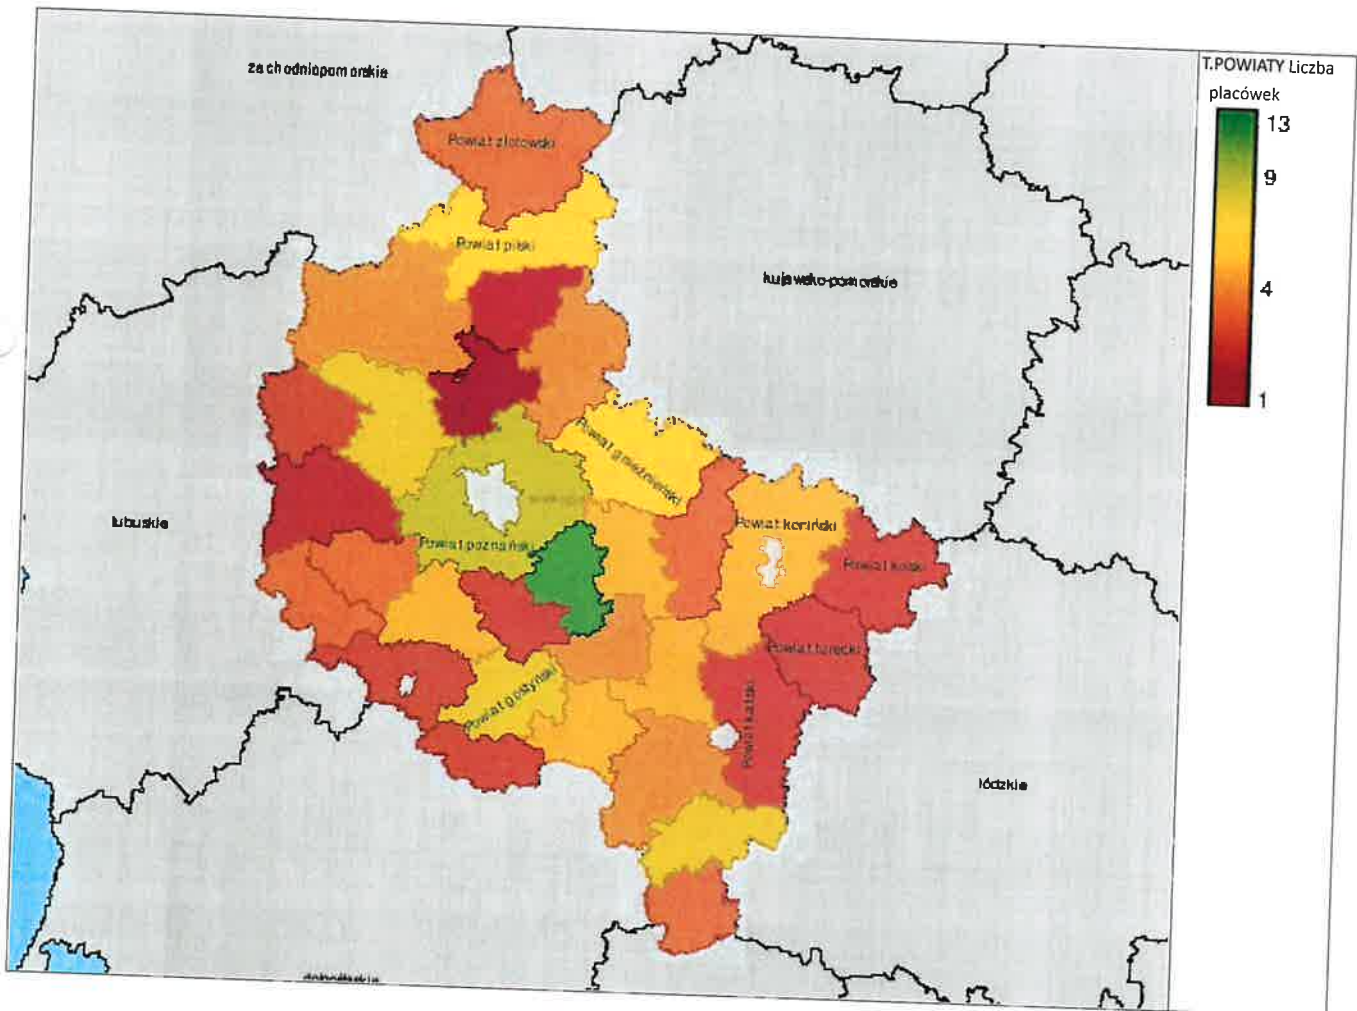 T.POWIATY Liczba
placówek
13
9
4
1
zachodniopomorskie
Powiat złotowski
Powiat pilski
kujawsko-pomorskie
Powiat gnieźnieński
lubuskie
Powiat poznański
Powiat koniński
Powiat kolski
Powiat turecki
Powiat kaliski
Powiat gostyński
łódzkie
dolnośląskie